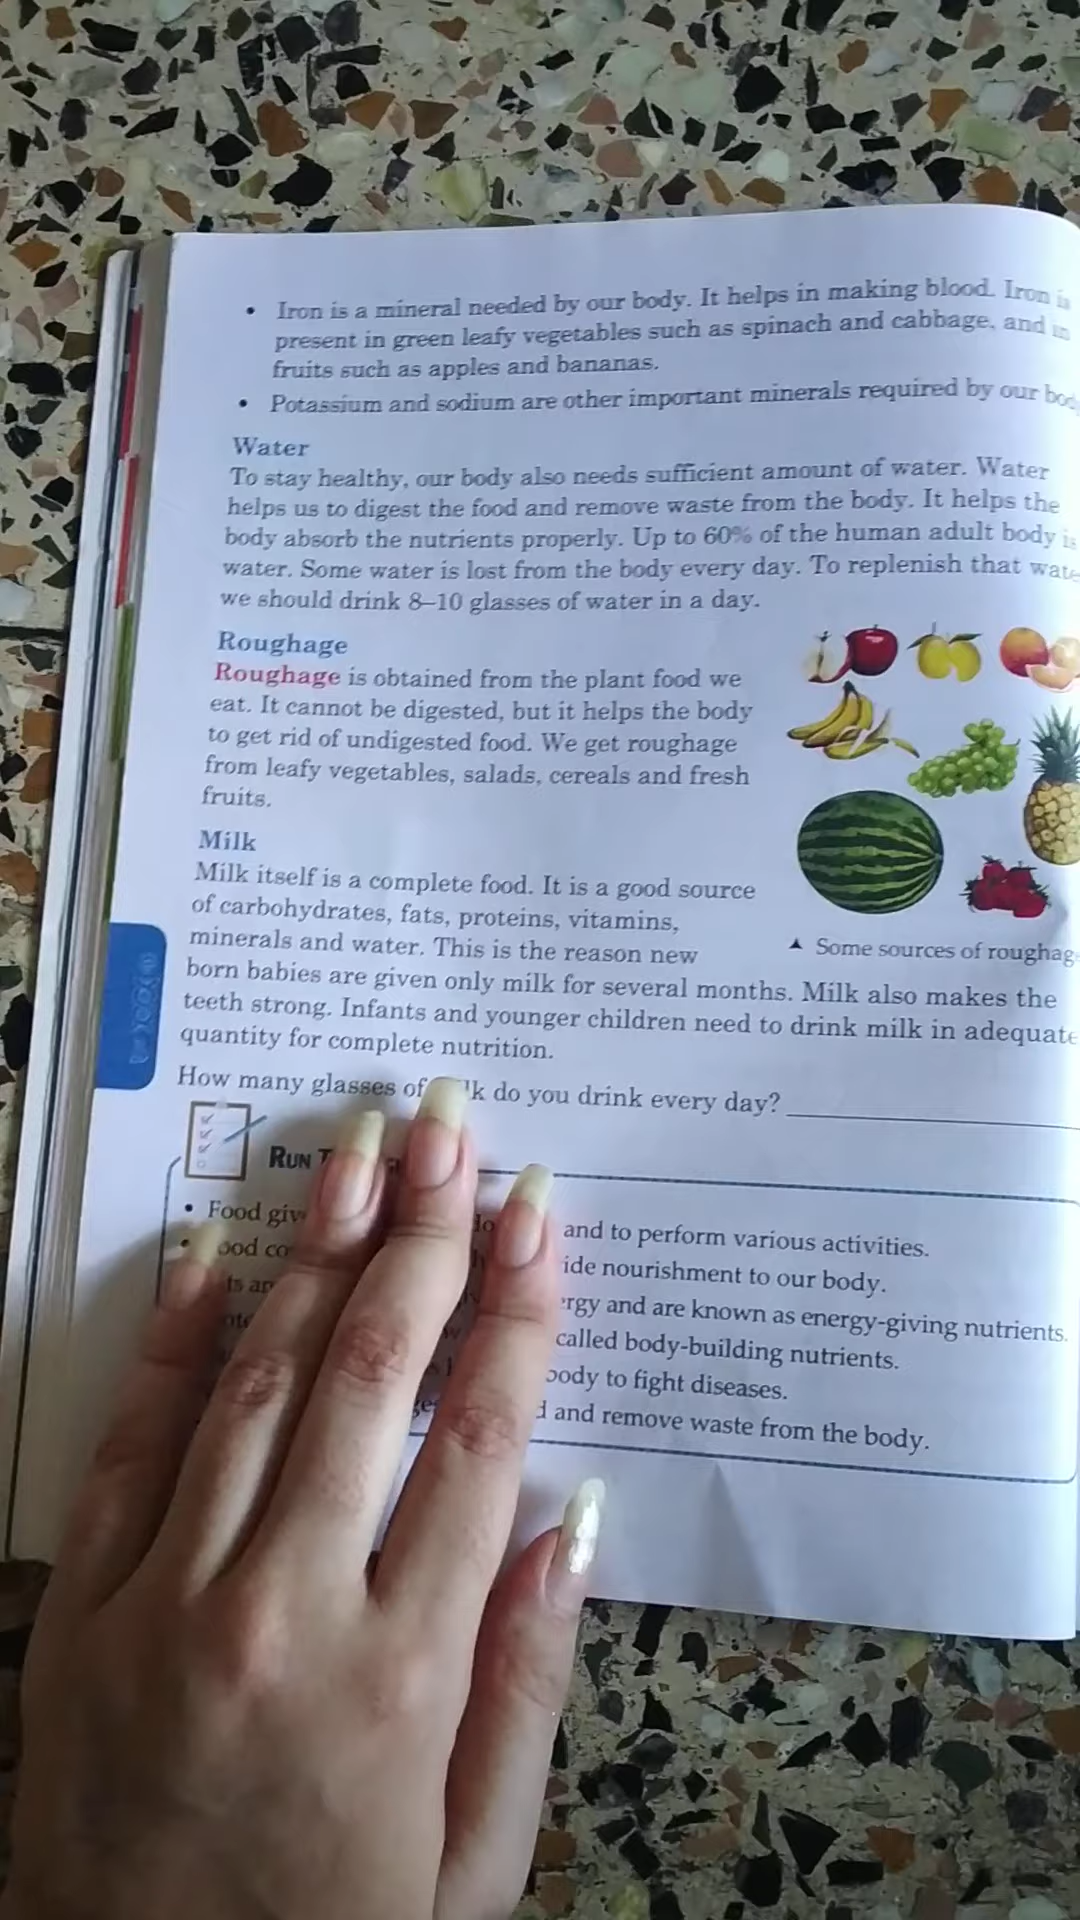 • Iron is a mineral needed by our body. It helps in making blood. Iron is
present in green leafy vegetables such as spinach and cabbage, and in
fruits such as apples and bananas.
• Potassium and sodium are other important minerals required by our
Water
To stay healthy, our body also needs sufficient amount of water. Water
helps us to digest the food and remove waste from the body. It helps the
body absorb the nutrients properly. Up to 60% of the human adult body is
water. Some water is lost from the body every day. To replenish that
we should drink 8–10 glasses of water in a day.
Roughage
Roughage is obtained from the plant food we
eat. It cannot be digested, but it helps the body
to get rid of undigested food. We get roughage
from leafy vegetables, salads, cereals and fresh
fruits.
Some sources of
Milk
Milk itself is a complete food. It is a good source
of carbohydrates, fats, proteins, vitamins,
minerals and water. This is the reason new
born babies are given only milk for several months. Milk also makes the
teeth strong. Infants and younger children need to drink milk in adequate
quantity for complete nutrition.
How many glasses of do you drink every day?
RUN
• Food and to perform various activities.
nourishment to our body.
and are known as energy-giving nutrients.
called body-building nutrients.
body to fight diseases.
and remove waste from the body.